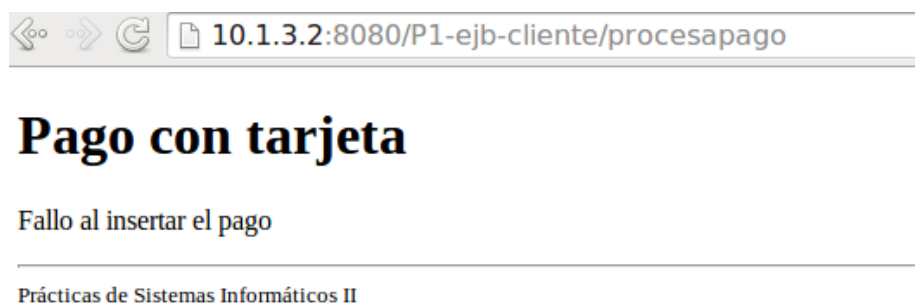 10.1.3.2:8080/P1-ejb-cliente/procesapago
Pago con tarjeta
Fallo al insertar el pago
Prácticas de Sistemas Informáticos II